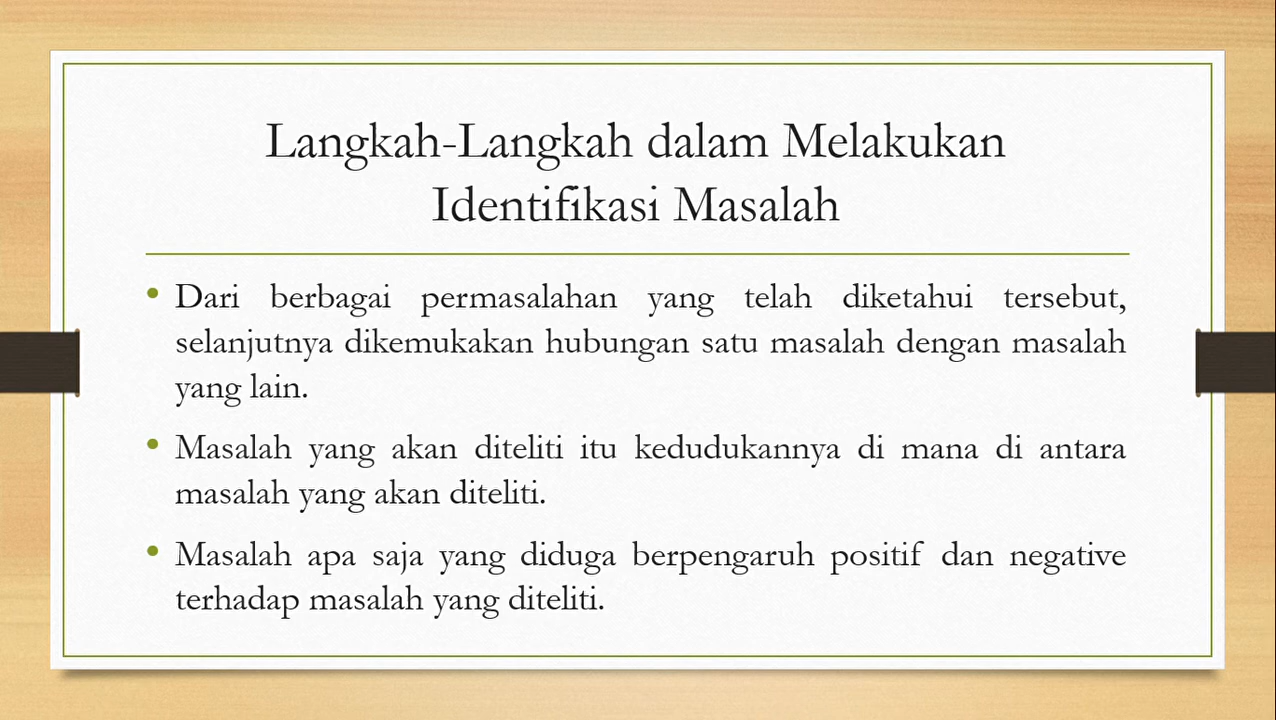 Langkah-Langkah dalam Melakukan
Identifikasi Masalah
• Dari berbagai permasalahan yang telah diketahui tersebut,
selanjutnya dikemukakan hubungan satu masalah dengan masalah
yang lain.
• Masalah yang akan diteliti itu kedudukannya di mana di antara
masalah yang akan diteliti.
• Masalah apa saja yang diduga berpengaruh positif dan negative
terhadap masalah yang diteliti.